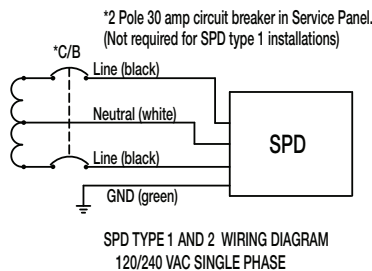 *2 Pole 30 amp circuit breaker in Service Panel.
(Not required for SPD type 1 installations)
*C/B
Line (black)
Neutral (white)
SPD
Line (black)
GND (green)
SPD TYPE 1 AND 2 WIRING DIAGRAM
120/240 VAC SINGLE PHASE